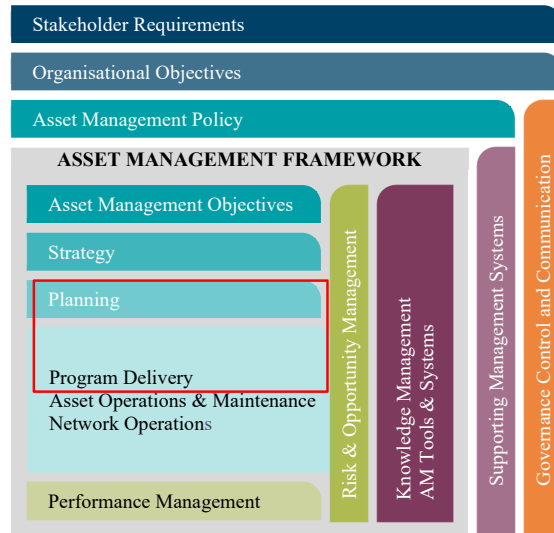 Stakeholder Requirements
Organisational Objectives
Asset Management Policy
ASSET MANAGEMENT FRAMEWORK
Asset Management Objectives
Strategy
Planning
Program Delivery
Asset Operations & Maintenance
Network Operations
Performance Management
Risk & Opportunity Management
Knowledge Management
AM Tools & Systems
Supporting Management Systems
Governance Control and Communication